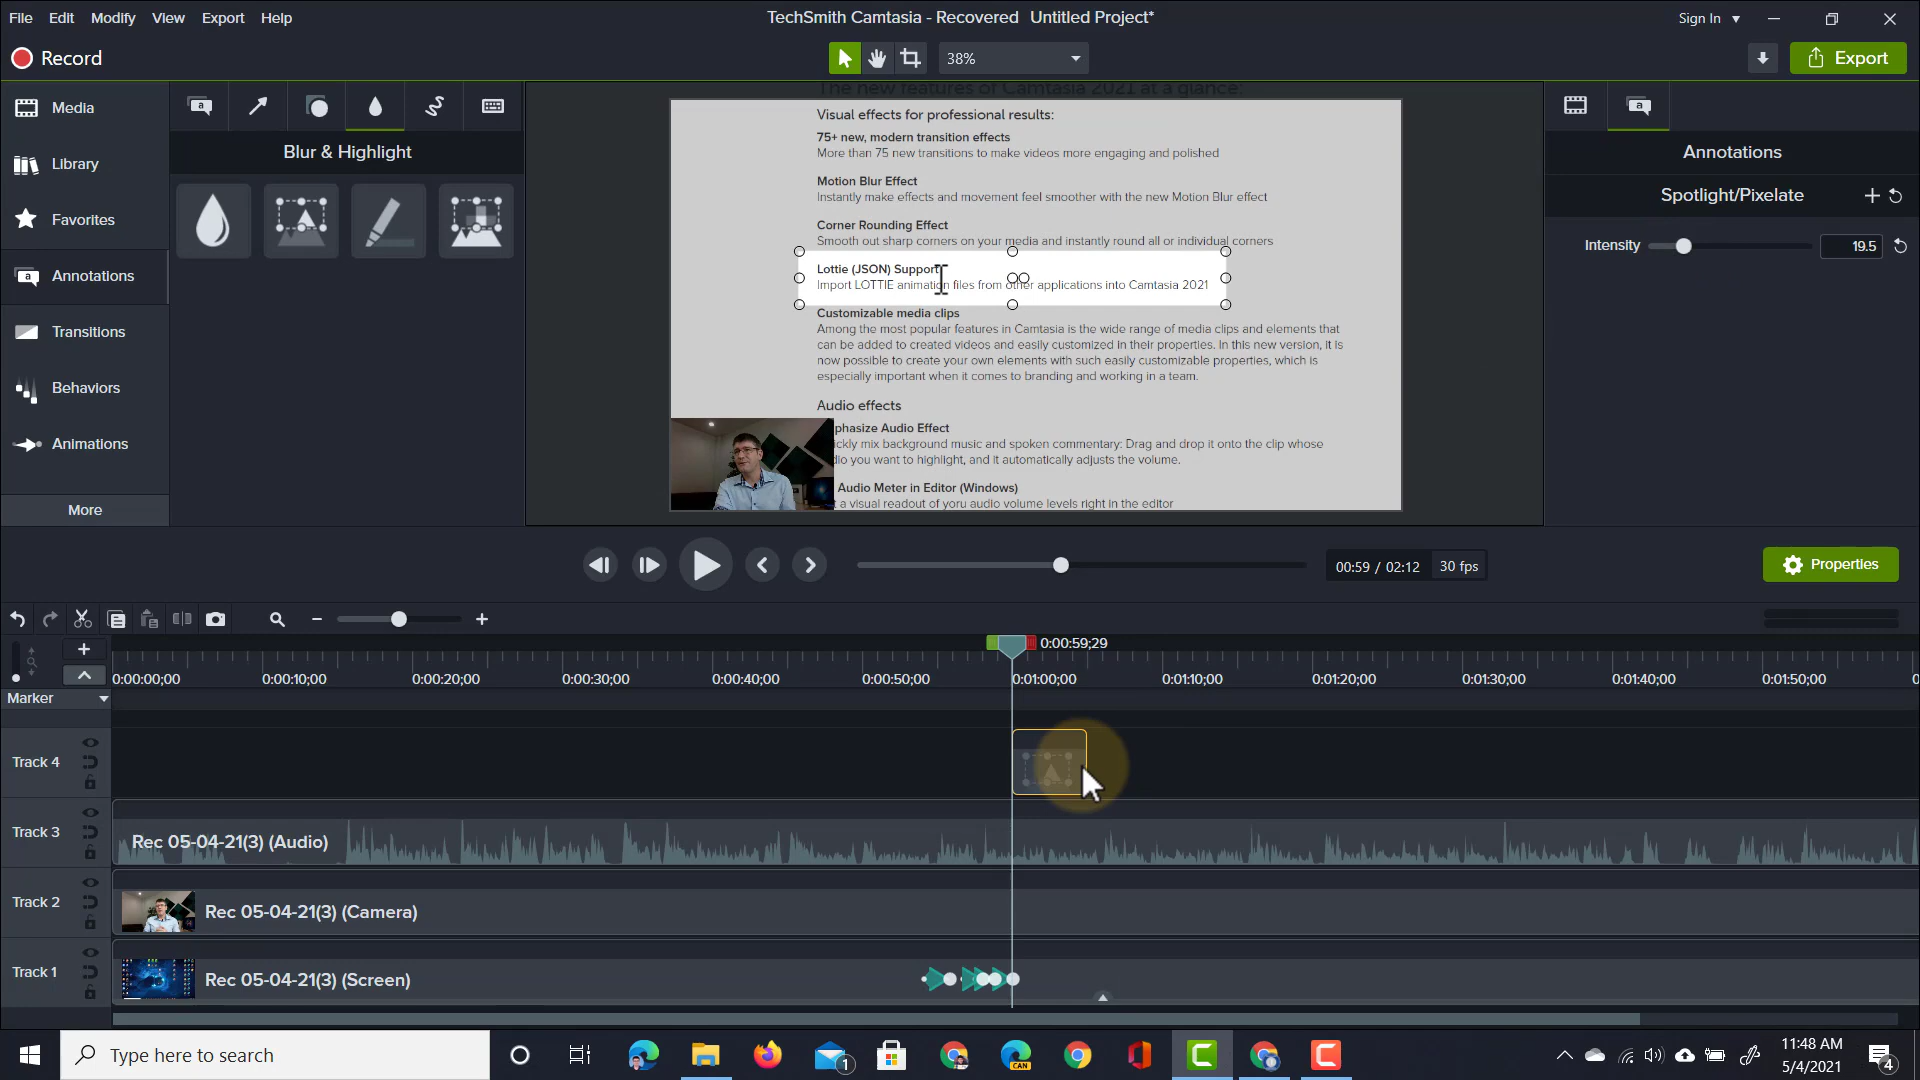 File Edit Modify View Export Help
TechSmith Camtasia - Recovered Untitled Project*
Sign In
Record
38%
Export
Media
Library
Favorites
Annotations
Transitions
Behaviors
Animations
More
a
Blur & Highlight
The new features of Camtasia 2021 at a glance:
Visual effects for professional results:
75+ new, modern transition effects
More than 75 new transitions to make videos more engaging and polished
Motion Blur Effect
Instantly make effects and movement feel smoother with the new Motion Blur effect
Corner Rounding Effect
Smooth out sharp corners on your media and instantly round all or individual corners
Lottie (JSON) Support
Import LOTTIE animation files from other applications into Camtasia 2021
Customizable media clips
Among the most popular features in Camtasia is the wide range of media clips and elements that
can be added to created videos and easily customized in their properties. In this new version, it is
now possible to create your own elements with such easily customizable properties, which is
especially important when it comes to branding and working in a team.
Audio effects
phasize Audio Effect
ickly mix background music and spoken commentary: Drag and drop it onto the clip whose
dio you want to highlight, and it automatically adjusts the volume.
Audio Meter in Editor (Windows)
t a visual readout of yoru audio volume levels right in the editor
a
Annotations
Spotlight/Pixelate
Intensity 19.5
00:59 / 02:12 30 fps
Properties
0:00:59;29
0:00:00;00 0:00:10;00 0:00:20;00 0:00:30;00 0:00:40;00 0:00:50;00 0:01:00;00 0:01:10;00 0:01:20;00 0:01:30;00 0:01:40;00 0:01:50;00 0
Marker
Track 4
Track 3
Rec 05-04-21(3) (Audio)
Track 2
Rec 05-04-21(3) (Camera)
Track 1
Rec 05-04-21(3) (Screen)
Type here to search
1
CAN
11:48 AM
5/4/2021
4